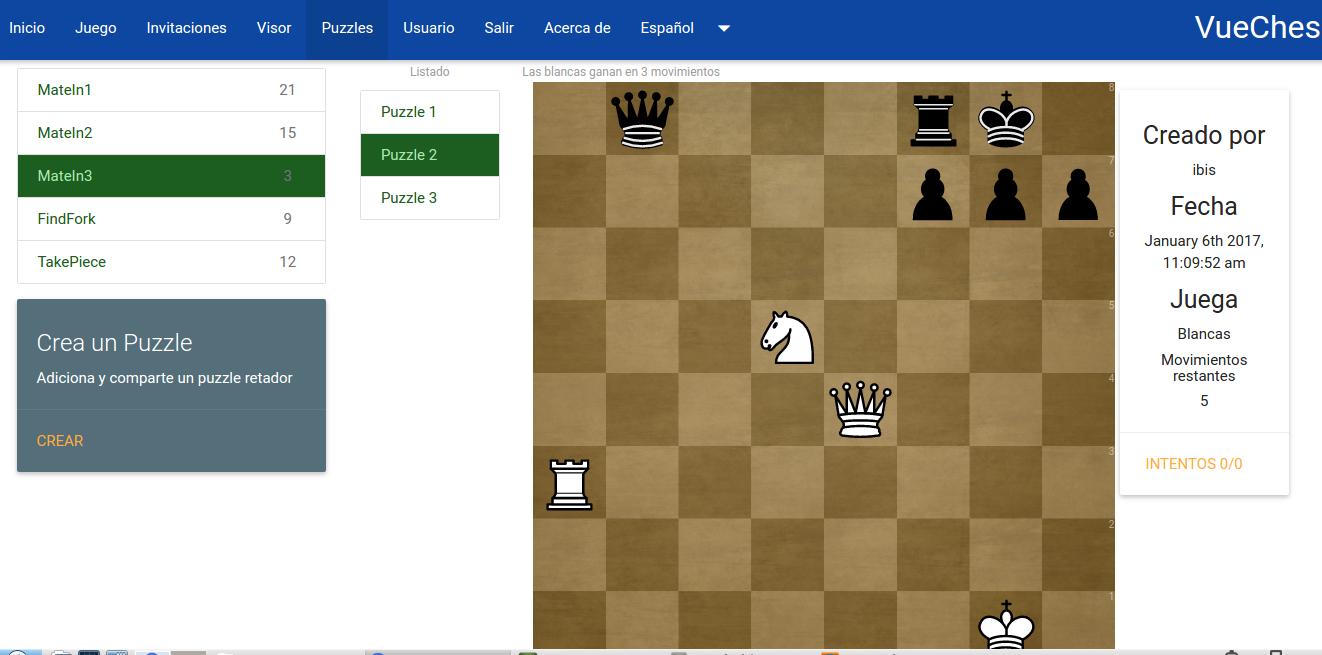 Inicio Juego Invitaciones Visor Puzzles Usuario Salir Acerca de Español
VueChes
MateIn1 21
MateIn2 15
MateIn3 3
FindFork 9
TakePiece 12
Crea un Puzzle
Adiciona y comparte un puzzle retador
CREAR
Listado
Puzzle 1
Puzzle 2
Puzzle 3
Las blancas ganan en 3 movimientos
8
7
6
5
4
3
2
1
Creado por
ibis
Fecha
January 6th 2017,
11:09:52 am
Juega
Blancas
Movimientos
restantes
5
INTENTOS 0/0